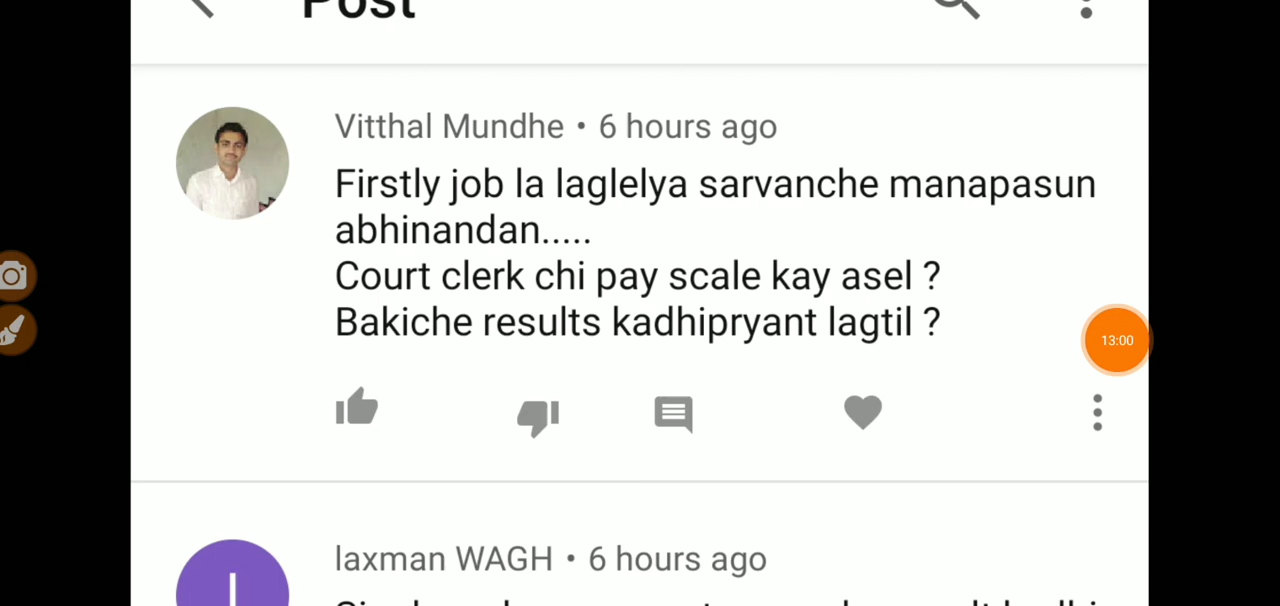 Post
Vitthal Mundhe • 6 hours ago
Firstly job la laglelya sarvanche manapasun
abhinandan.....
Court clerk chi pay scale kay asel ?
Bakiche results kadhipryant lagtil ?
13:00
laxman WAGH • 6 hours ago